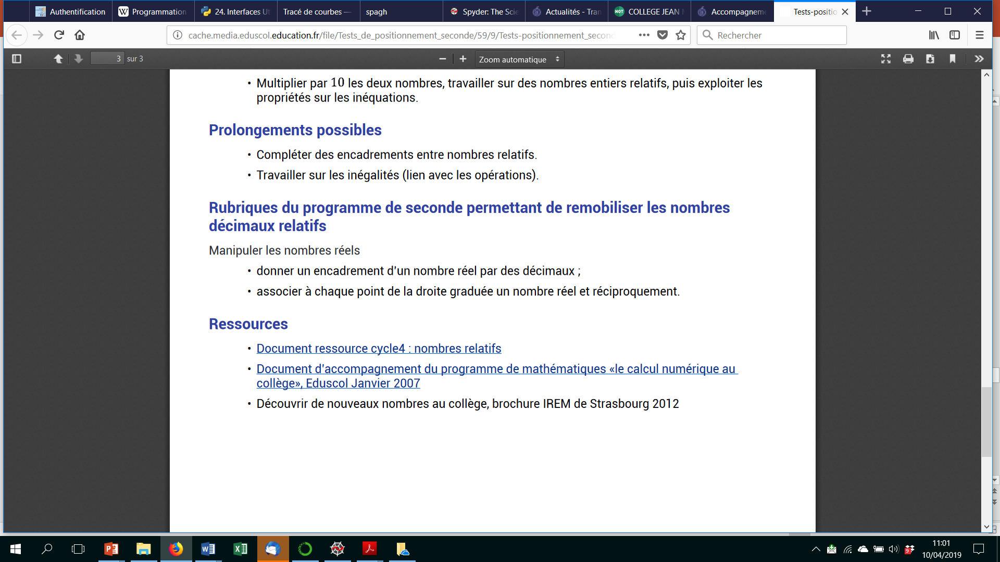 Authentification
Programmation
24. Interfaces Ut
Tracé de courbes —
spagh
Spyder: The Scie
Actualités - Tran
COLLEGE JEAN
Accompagneme
Tests-positio
cache.media.eduscol.education.fr/file/Tests_de_positionnement_seconde/59/9/Tests-positionnement_secon
Rechercher
3 sur 3
Zoom automatique
• Multiplier par 10 les deux nombres, travailler sur des nombres entiers relatifs, puis exploiter les
propriétés sur les inéquations.
Prolongements possibles
• Compléter des encadrements entre nombres relatifs.
• Travailler sur les inégalités (lien avec les opérations).
Rubriques du programme de seconde permettant de remobiliser les nombres
décimaux relatifs
Manipuler les nombres réels
• donner un encadrement d'un nombre réel par des décimaux ;
• associer à chaque point de la droite graduée un nombre réel et réciproquement.
Ressources
• Document ressource cycle4 : nombres relatifs
• Document d'accompagnement du programme de mathématiques «le calcul numérique au
collège», Eduscol Janvier 2007
• Découvrir de nouveaux nombres au collège, brochure IREM de Strasbourg 2012
11:01
10/04/2019